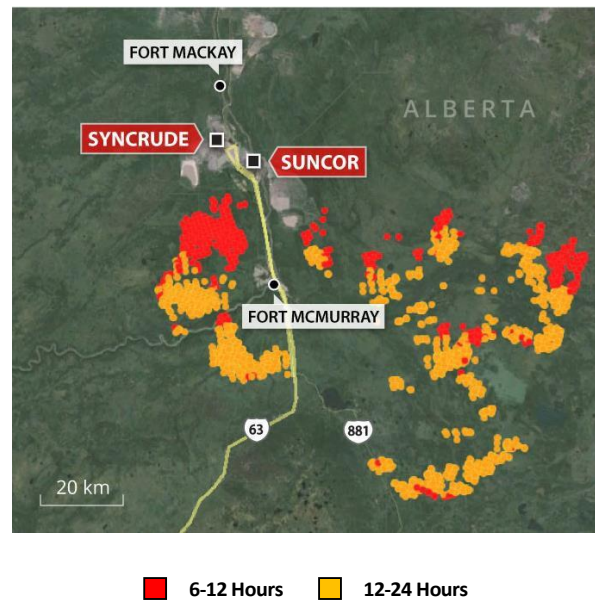 FORT MACKAY
ALBERTA
SYNCRUDE
SUNCOR
FORT MCMURRAY
63
881
20 km
6-12 Hours
12-24 Hours